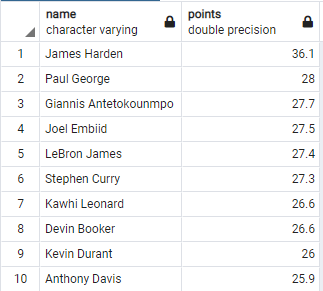 name points
character varying double precision
1 James Harden 36.1
2 Paul George 28
3 Giannis Antetokounmpo 27.7
4 Joel Embiid 27.5
5 LeBron James 27.4
6 Stephen Curry 27.3
7 Kawhi Leonard 26.6
8 Devin Booker 26.6
9 Kevin Durant 26
10 Anthony Davis 25.9